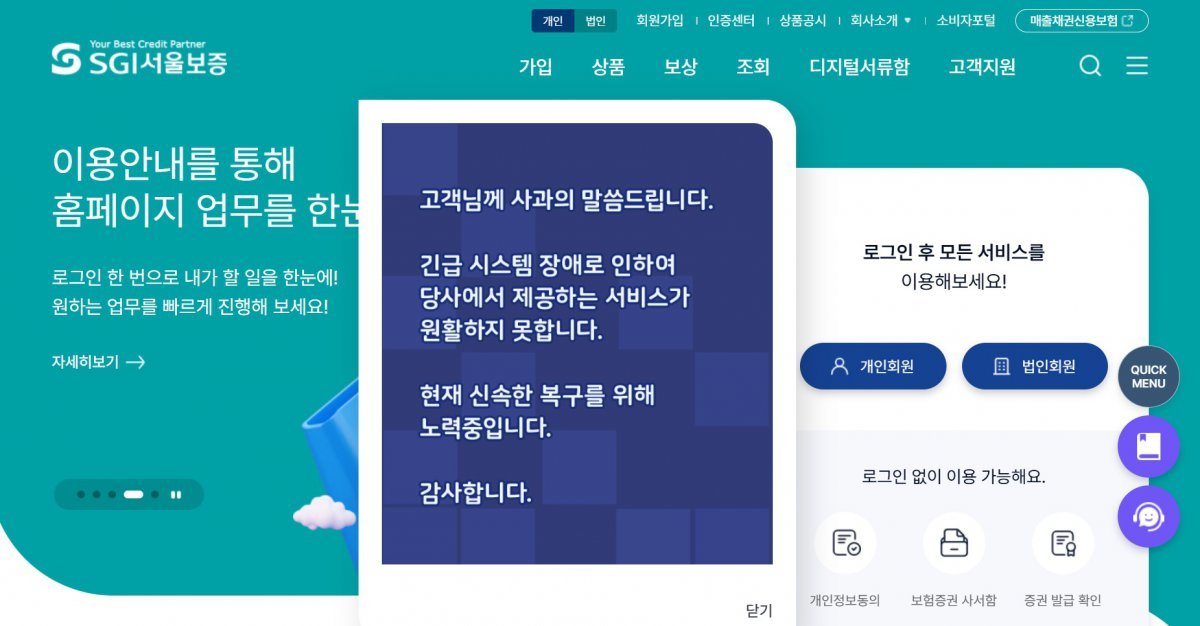 개인 법인 회원가입 인증센터 상품공시 회사소개 소비자포털 매출채권신용보험
Your Best Credit Partner
SGI서울보증
가입 상품 보상 조회 디지털서류함 고객지원
이용안내를 통해
홈페이지 업무를 한눈
로그인 한 번으로 내가 할 일을 한눈에!
원하는 업무를 빠르게 진행해 보세요!
자세히보기
고객님께 사과의 말씀드립니다.
긴급 시스템 장애로 인하여
당사에서 제공하는 서비스가
원활하지 못합니다.
현재 신속한 복구를 위해
노력중입니다.
감사합니다.
닫기
로그인 후 모든 서비스를
이용해보세요!
개인회원 법인회원
QUICK
MENU
로그인 없이 이용 가능해요.
개인정보동의 보험증권 사서함 증권 발급 확인